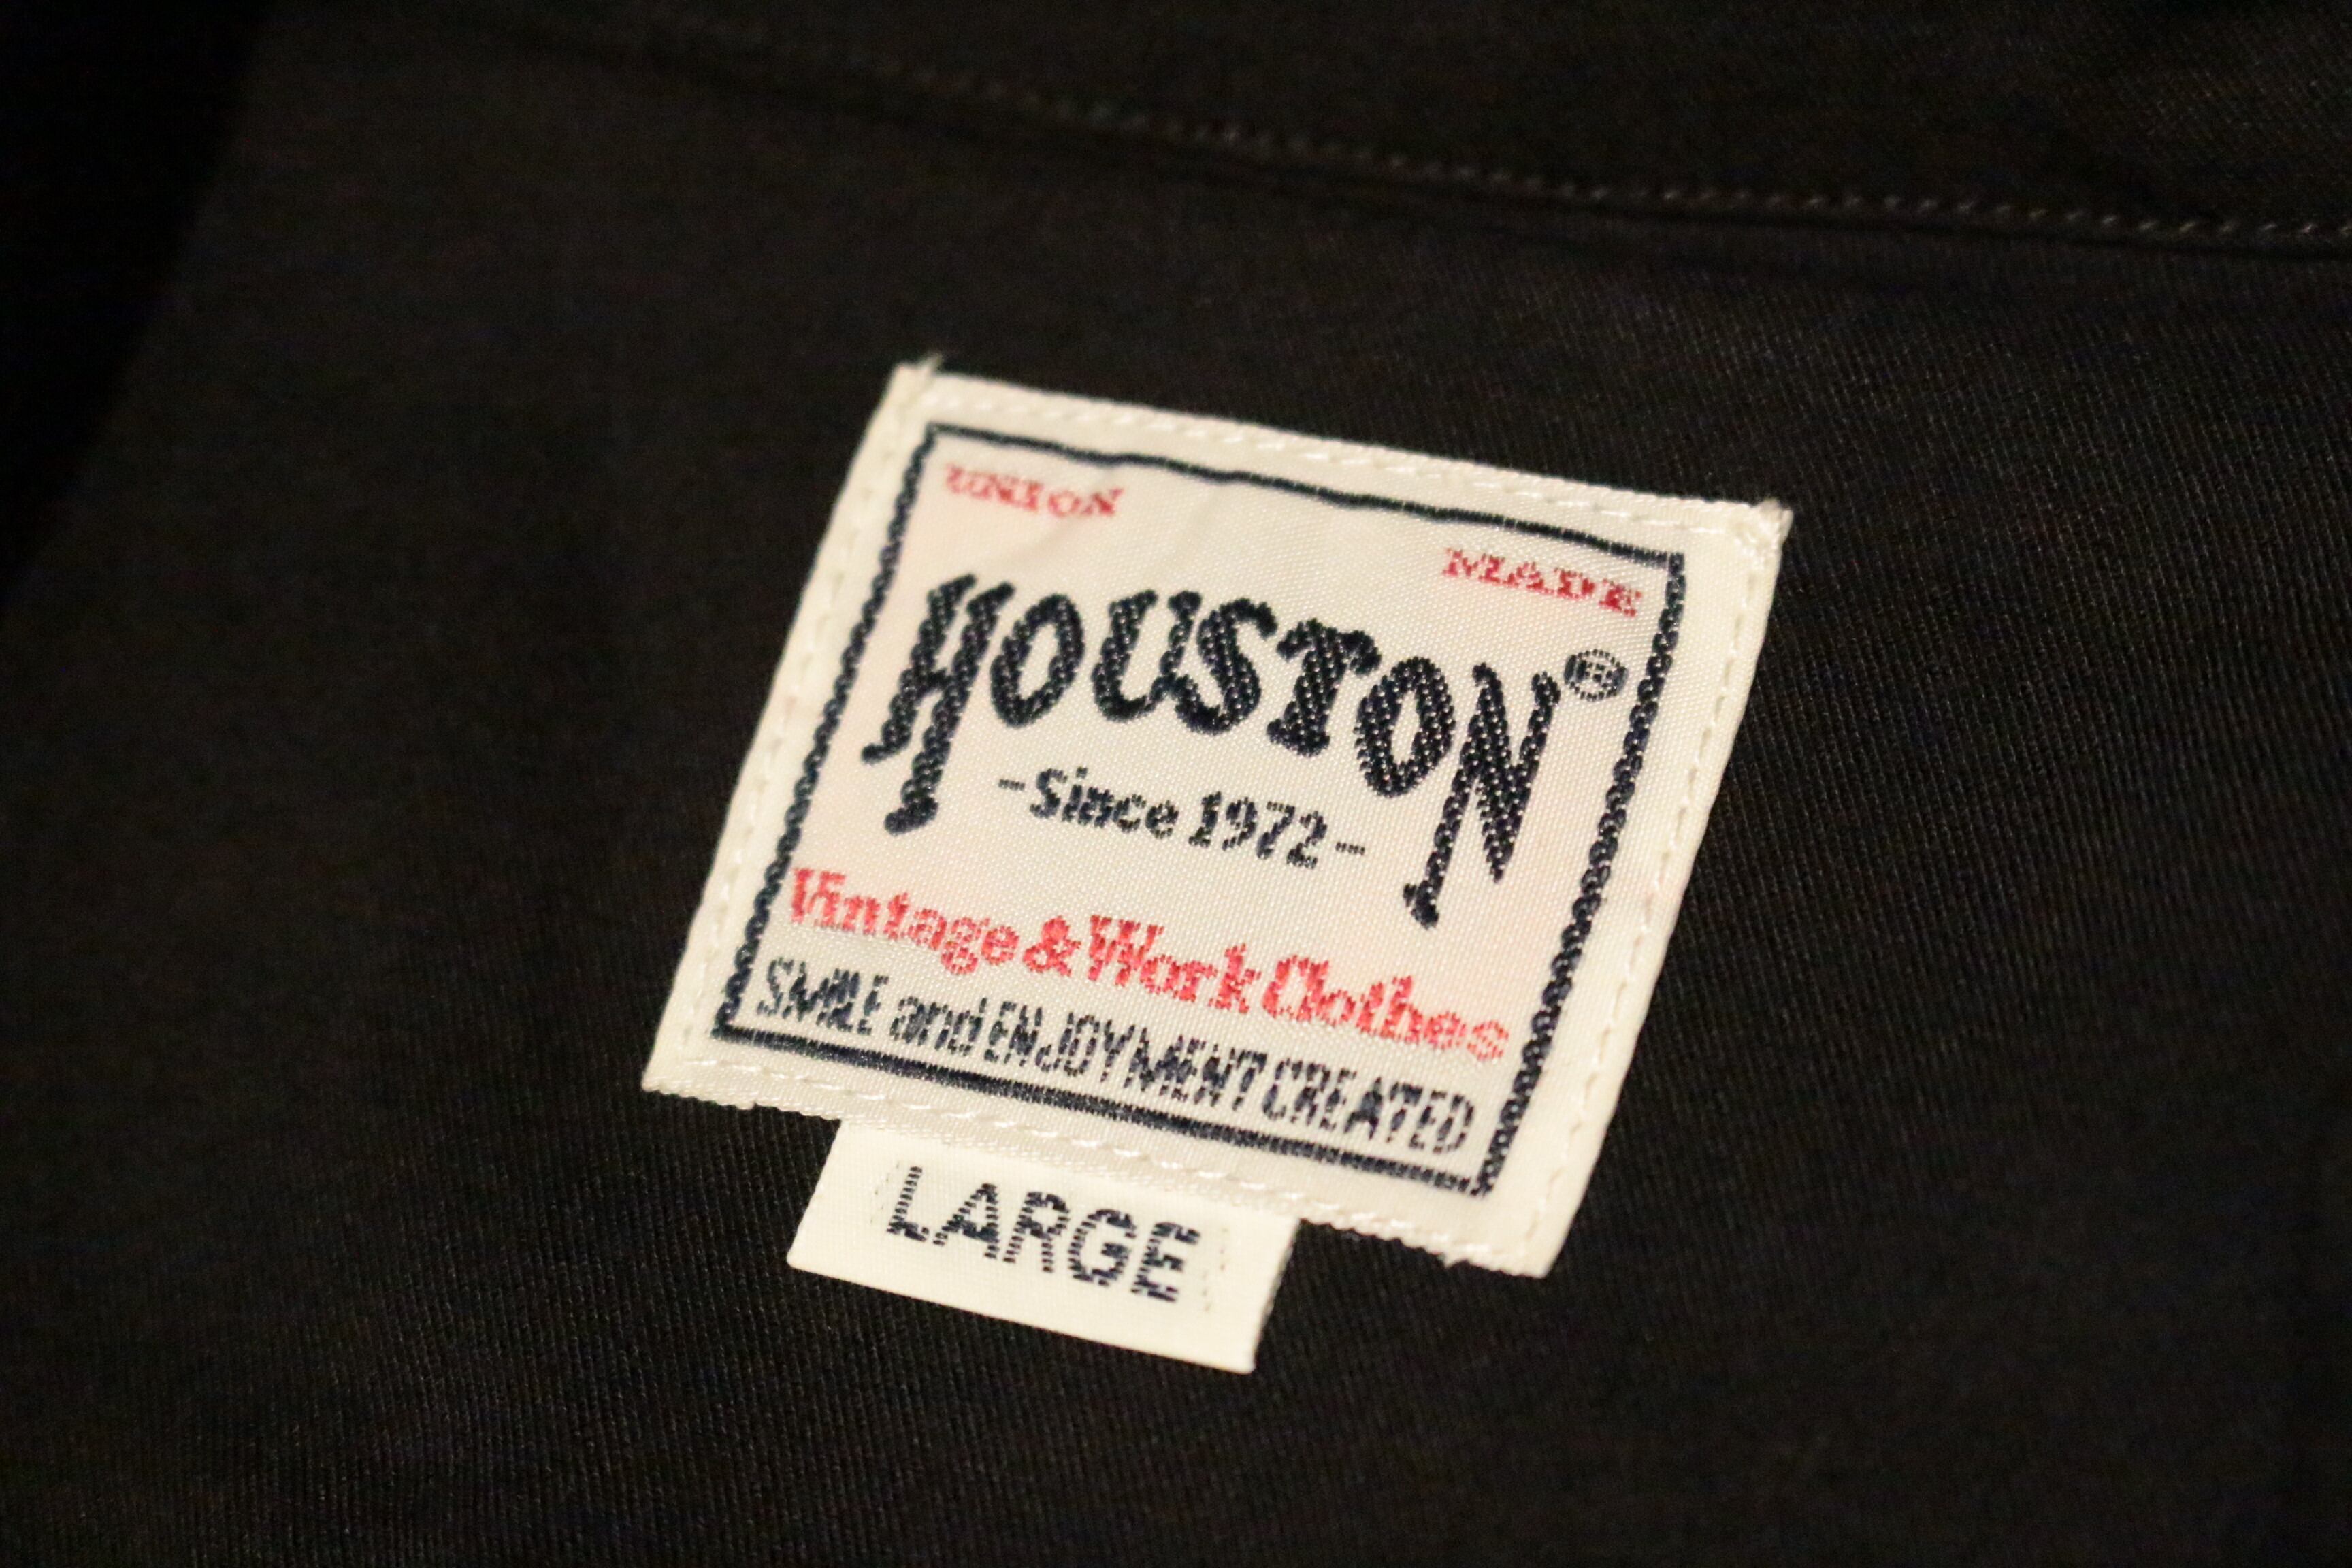 UNION MADE
HOUSTON®
-Since 1972-
Vintage & Work Clothes
SMILE and ENJOYMENT CREATED
LARGE